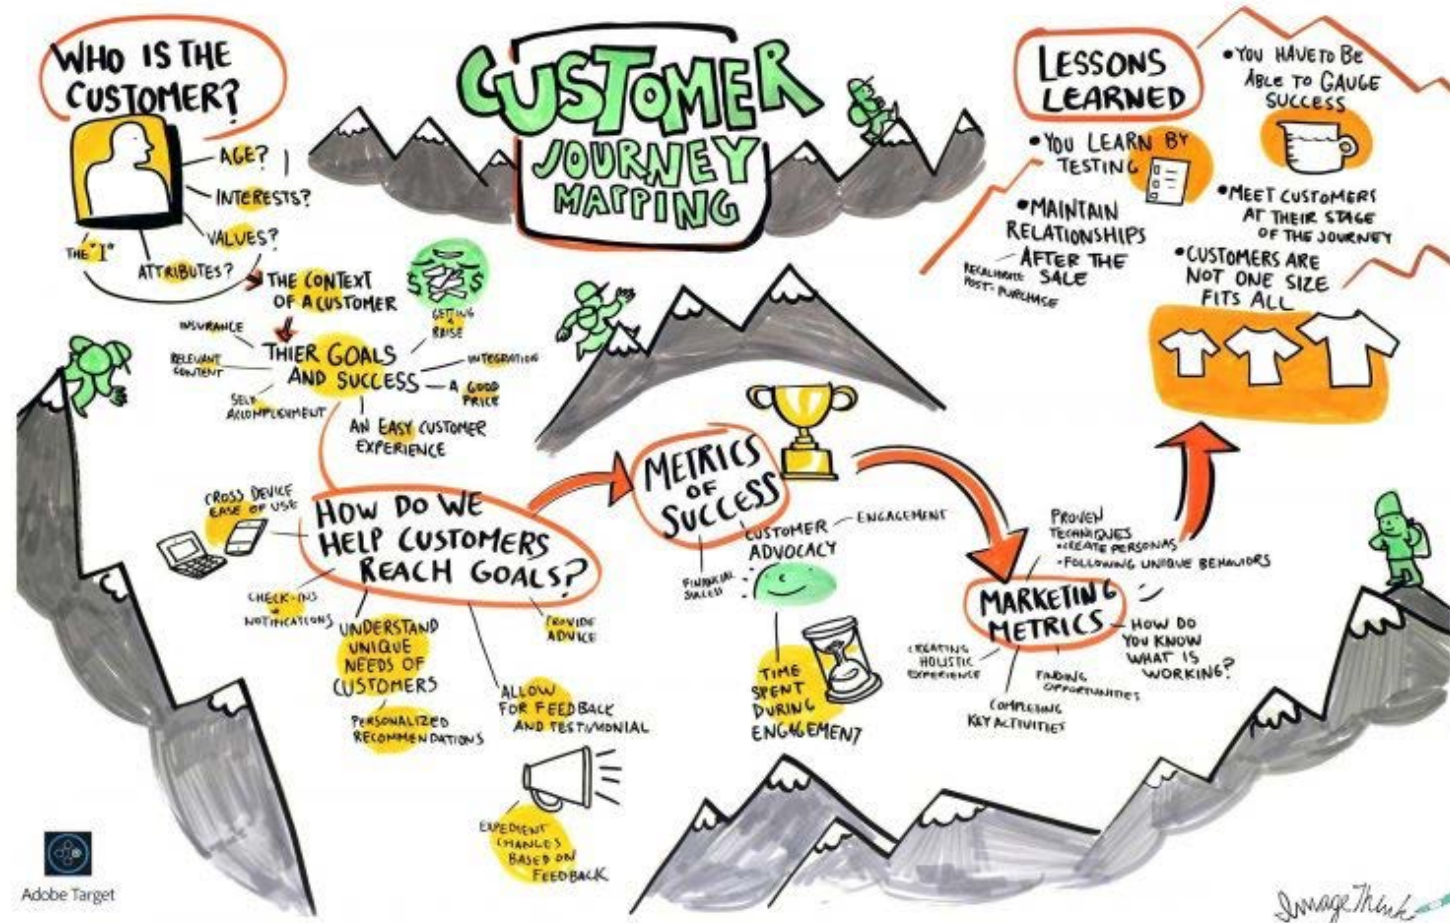 CUSTOMER
JOURNEY
MAPPING
WHO IS THE
CUSTOMER?
AGE?
INTERESTS?
VALUES?
ATTRIBUTES?
THE "I"
THE CONTEXT
OF A CUSTOMER
$ $
GETTING
A
RAISE
INSURANCE
RELEVANT
CONTENT
THIER GOALS
AND SUCCESS
INTEGRATION
A GOOD
PRICE
SELF
ACCOMPLISHMENT
AN EASY CUSTOMER
EXPERIENCE
HOW DO WE
HELP CUSTOMERS
REACH GOALS?
CROSS DEVICE
EASE OF USE
CHECK-INS
+
NOTIFICATIONS
UNDERSTAND
UNIQUE
NEEDS OF
CUSTOMERS
PERSONALIZED
RECOMMENDATIONS
PROVIDE
ADVICE
ALLOW
FOR FEEDBACK
AND TESTIMONIAL
EXPEDIENT
CHANGES
BASED ON
FEEDBACK
METRICS
OF
SUCCESS
CUSTOMER
ADVOCACY
ENGAGEMENT
FINANCIAL
SUCCESS
TIME
SPENT
DURING
ENGAGEMENT
MARKETING
METRICS
PROVEN
TECHNIQUES
•CREATE PERSONAS
•FOLLOWING UNIQUE BEHAVIORS
HOW DO
YOU KNOW
WHAT IS
WORKING?
CREATING
HOLISTIC
EXPERIENCE
FINDING
OPPORTUNITIES
COMPLETING
KEY ACTIVITIES
LESSONS
LEARNED
•YOU HAVE TO BE
ABLE TO GAUGE
SUCCESS
•YOU LEARN BY
TESTING
•MEET CUSTOMERS
AT THEIR STAGE
OF THE JOURNEY
•MAINTAIN
RELATIONSHIPS
AFTER THE
SALE
RECALIBRATE
POST-PURCHASE
•CUSTOMERS ARE
NOT ONE SIZE
FITS ALL
Adobe Target
ImageThink